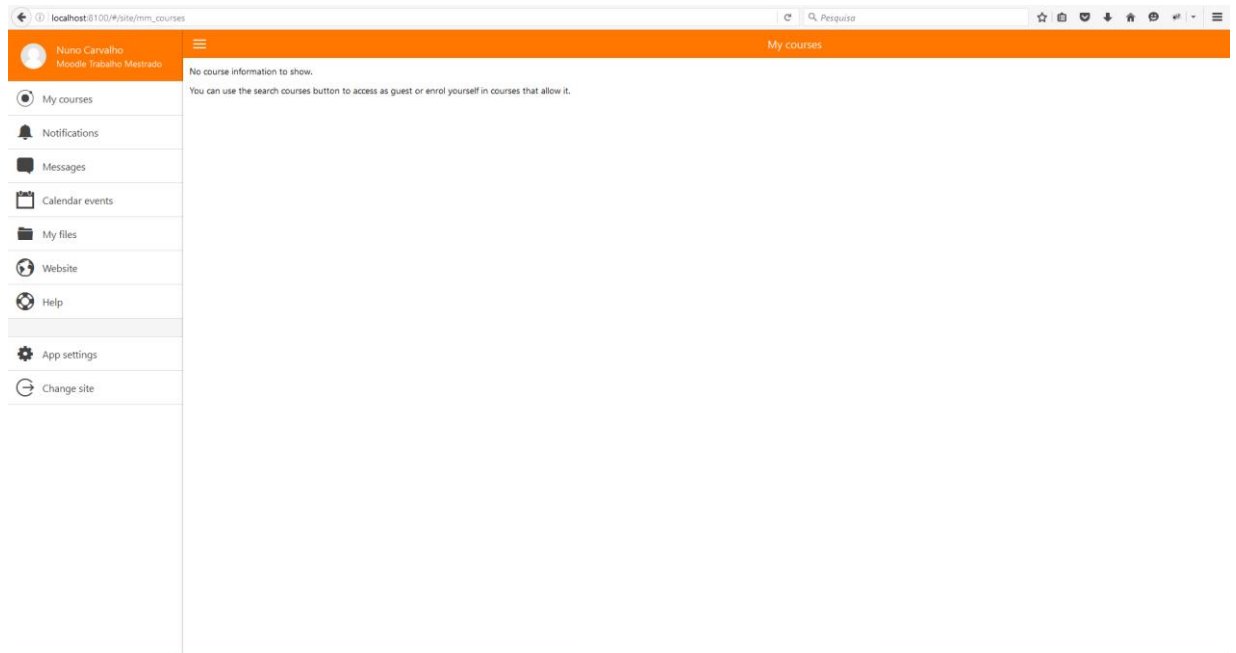 localhost:8100/#/site/mm_courses
Pesquisa
Nuno Carvalho
Moodle Trabalho Mestrado
My courses
No course information to show.
You can use the search courses button to access as guest or enrol yourself in courses that allow it.
My courses
Notifications
Messages
Calendar events
My files
Website
Help
App settings
Change site